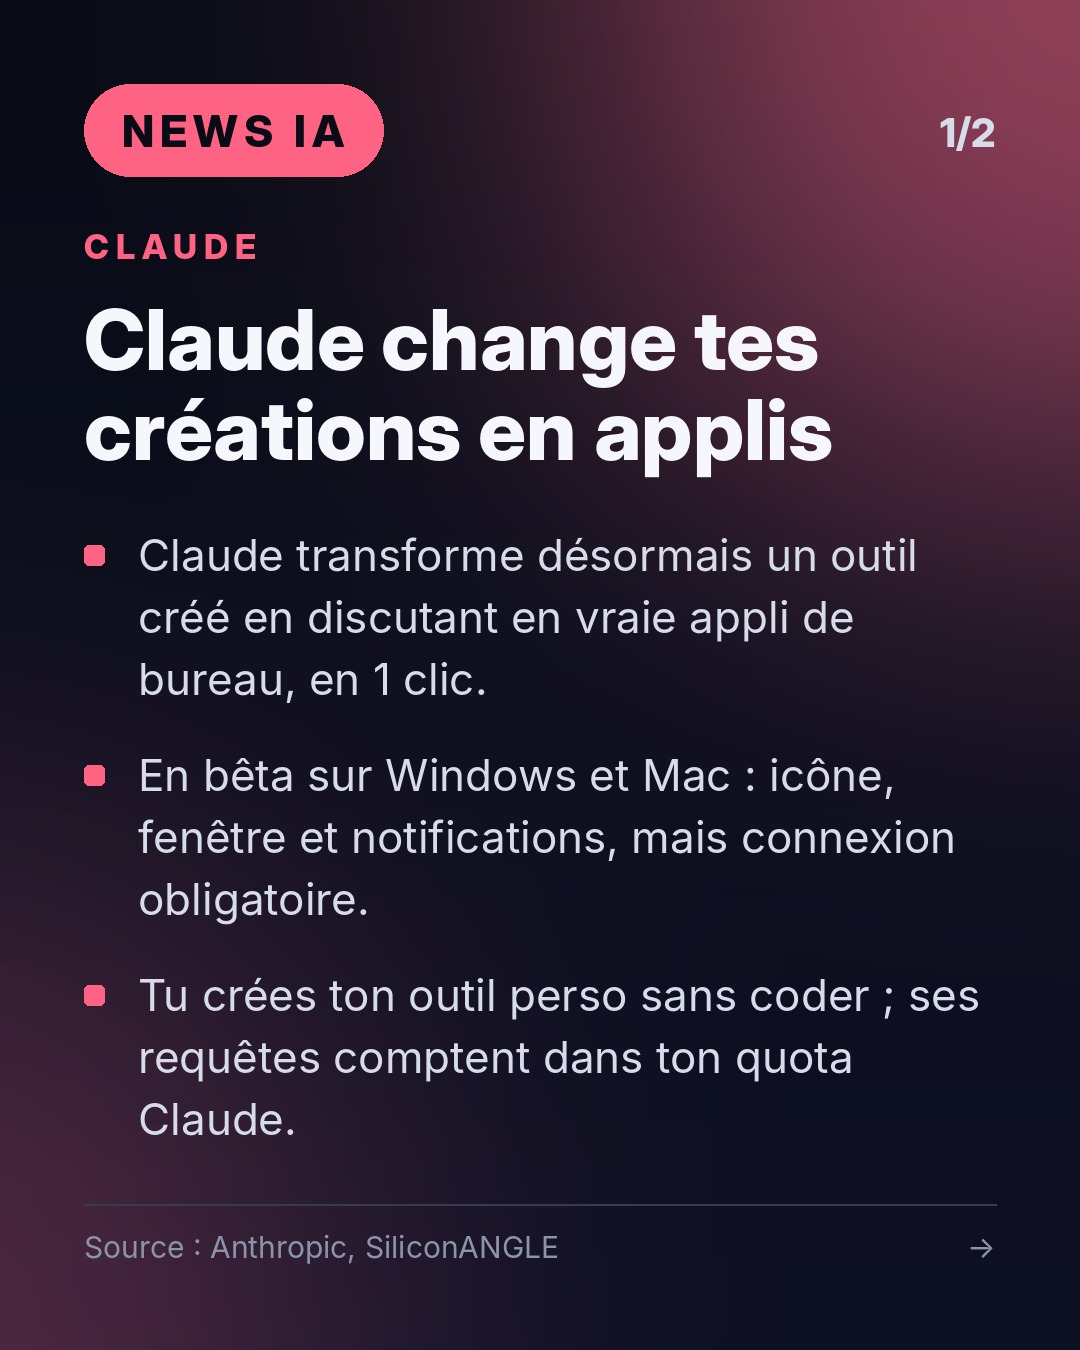 NEWS IA
1/2
CLAUDE
Claude change tes
créations en applis
Claude transforme désormais un outil
créé en discutant en vraie appli de
bureau, en 1 clic.
En bêta sur Windows et Mac : icône,
fenêtre et notifications, mais connexion
obligatoire.
Tu crées ton outil perso sans coder ; ses
requêtes comptent dans ton quota
Claude.
Source : Anthropic, SiliconANGLE
→